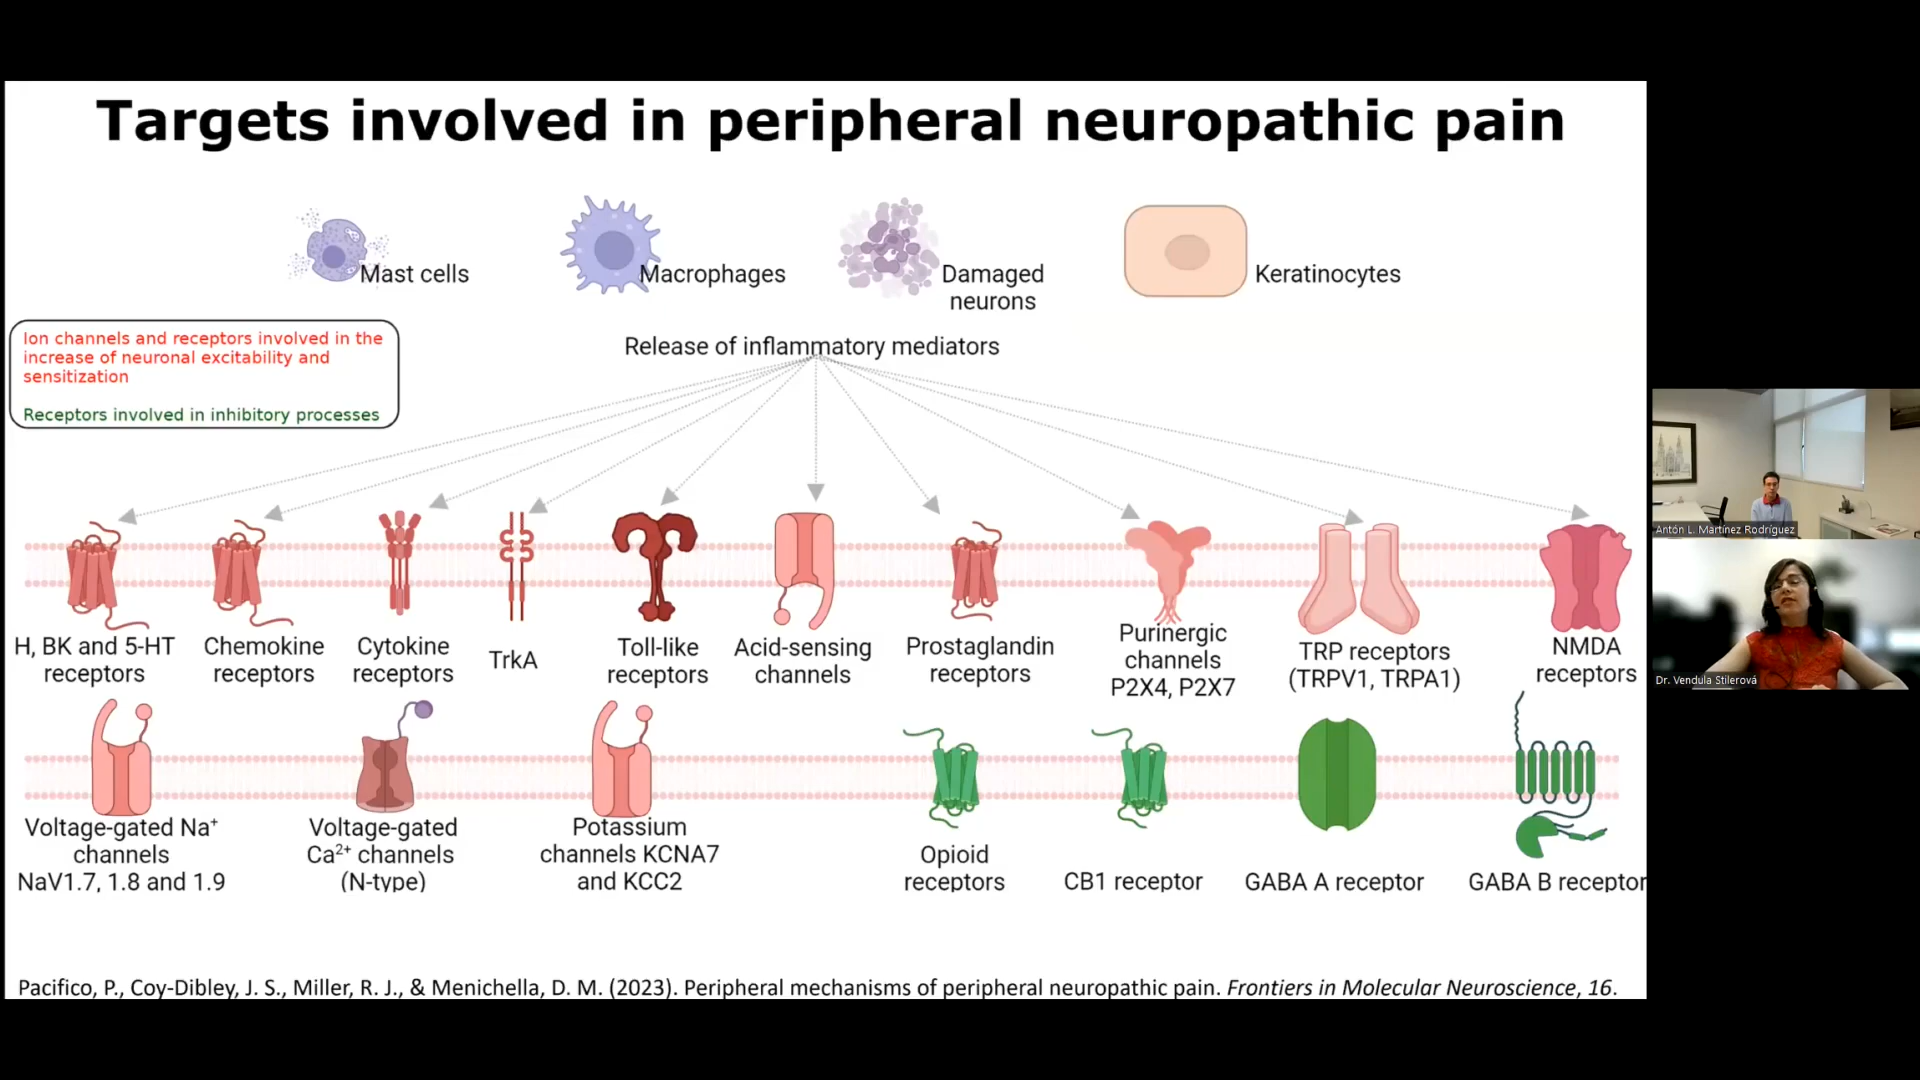 Targets involved in peripheral neuropathic pain
Mast cells
Macrophages
Damaged
neurons
Keratinocytes
Ion channels and receptors involved in the
increase of neuronal excitability and
sensitization
Receptors involved in inhibitory processes
Release of inflammatory mediators
H, BK and 5-HT
receptors
Chemokine
receptors
Cytokine
receptors
TrkA
Toll-like
receptors
Acid-sensing
channels
Prostaglandin
receptors
Purinergic
channels
P2X4, P2X7
TRP receptors
(TRPV1, TRPA1)
NMDA
receptors
Voltage-gated Na⁺
channels
NaV1.7, 1.8 and 1.9
Voltage-gated
Ca²⁺ channels
(N-type)
Potassium
channels KCNA7
and KCC2
Opioid
receptors
CB1 receptor
GABA A receptor
GABA B receptor
Pacifico, P., Coy-Dibley, J. S., Miller, R. J., & Menichella, D. M. (2023). Peripheral mechanisms of peripheral neuropathic pain. Frontiers in Molecular Neuroscience, 16.
Antón L. Martínez Rodríguez
Dr. Vendula Stilerová